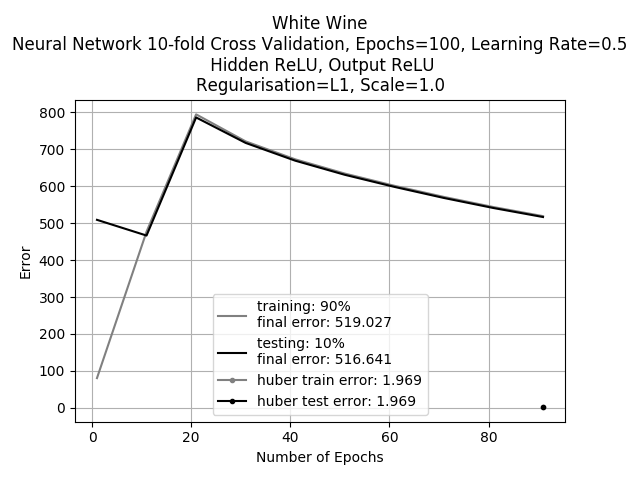 White Wine
Neural Network 10-fold Cross Validation, Epochs=100, Learning Rate=0.5
Hidden ReLU, Output ReLU
Regularisation=L1, Scale=1.0
800
700
600
500
400
300
200
100
0
Error
training: 90%
final error: 519.027
testing: 10%
final error: 516.641
huber train error: 1.969
huber test error: 1.969
0 20 40 60 80
Number of Epochs